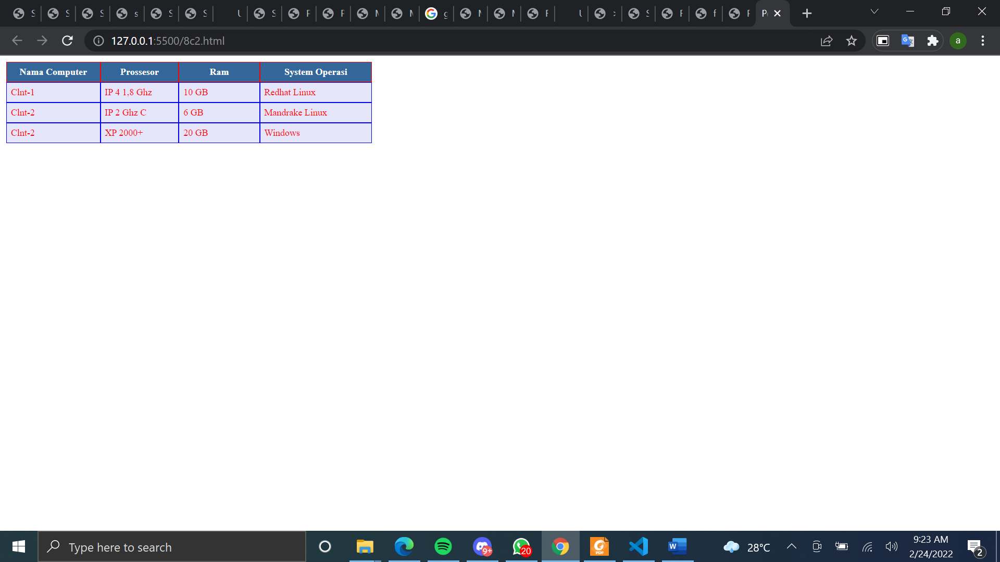 S S S s S S U S F F M M g M M F U c S F f F P
127.0.0.1:5500/8c2.html
a
Nama Computer Prossesor Ram System Operasi
Clnt-1 IP 4 1,8 Ghz 10 GB Redhat Linux
Clnt-2 IP 2 Ghz C 6 GB Mandrake Linux
Clnt-2 XP 2000+ 20 GB Windows
Type here to search
9+
20
PDF
W
28°C
9:23 AM
2/24/2022
2